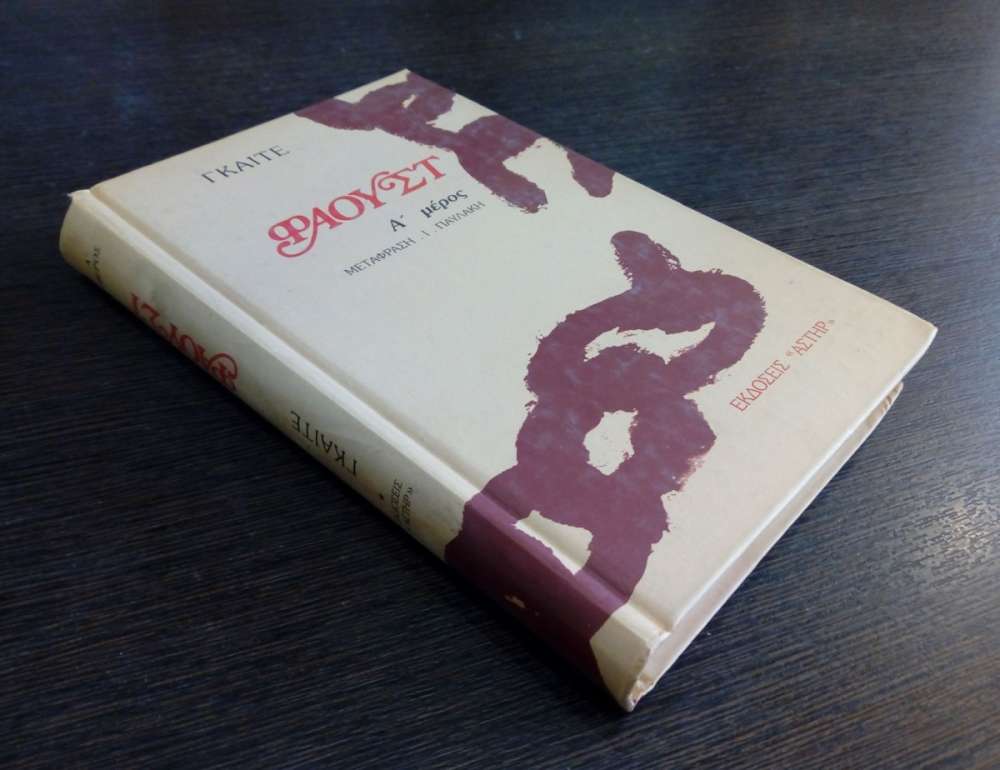 ΓΚΑΙΤΕ
ΦΑΟΥΣΤ
Α΄ μέρος
ΜΕΤΑΦΡΑΣΗ . Ι . ΠΑΥΛΑΚΗ
ΕΚΔΟΣΕΙΣ "ΑΣΤΗΡ"
ΦΑΟΥΣΤ
ΓΚΑΙΤΕ